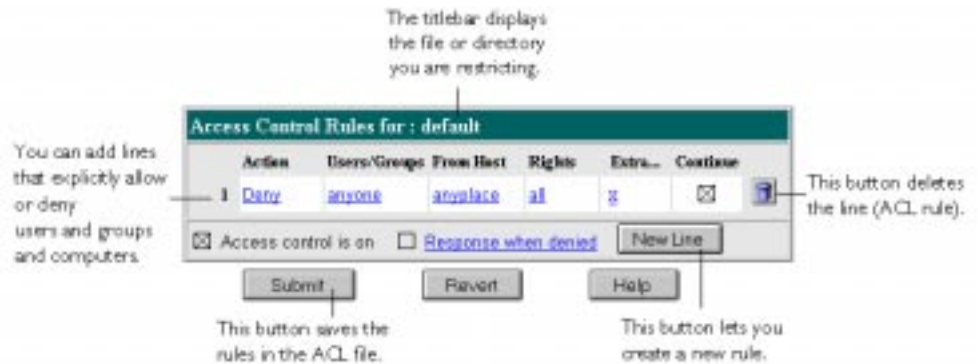 The titlebar displays
the file or directory
you are restricting.
Access Control Rules for : default
You can add lines
that explicitly allow
or deny
users and groups
and computers.
Action Users/Groups From Host Rights Extra... Continue
1 Deny anyone anyplace all x
This button deletes
the line (ACL rule).
Access control is on Response when denied New Line
Submit Revert Help
This button saves the
rules in the ACL file.
This button lets you
create a new rule.